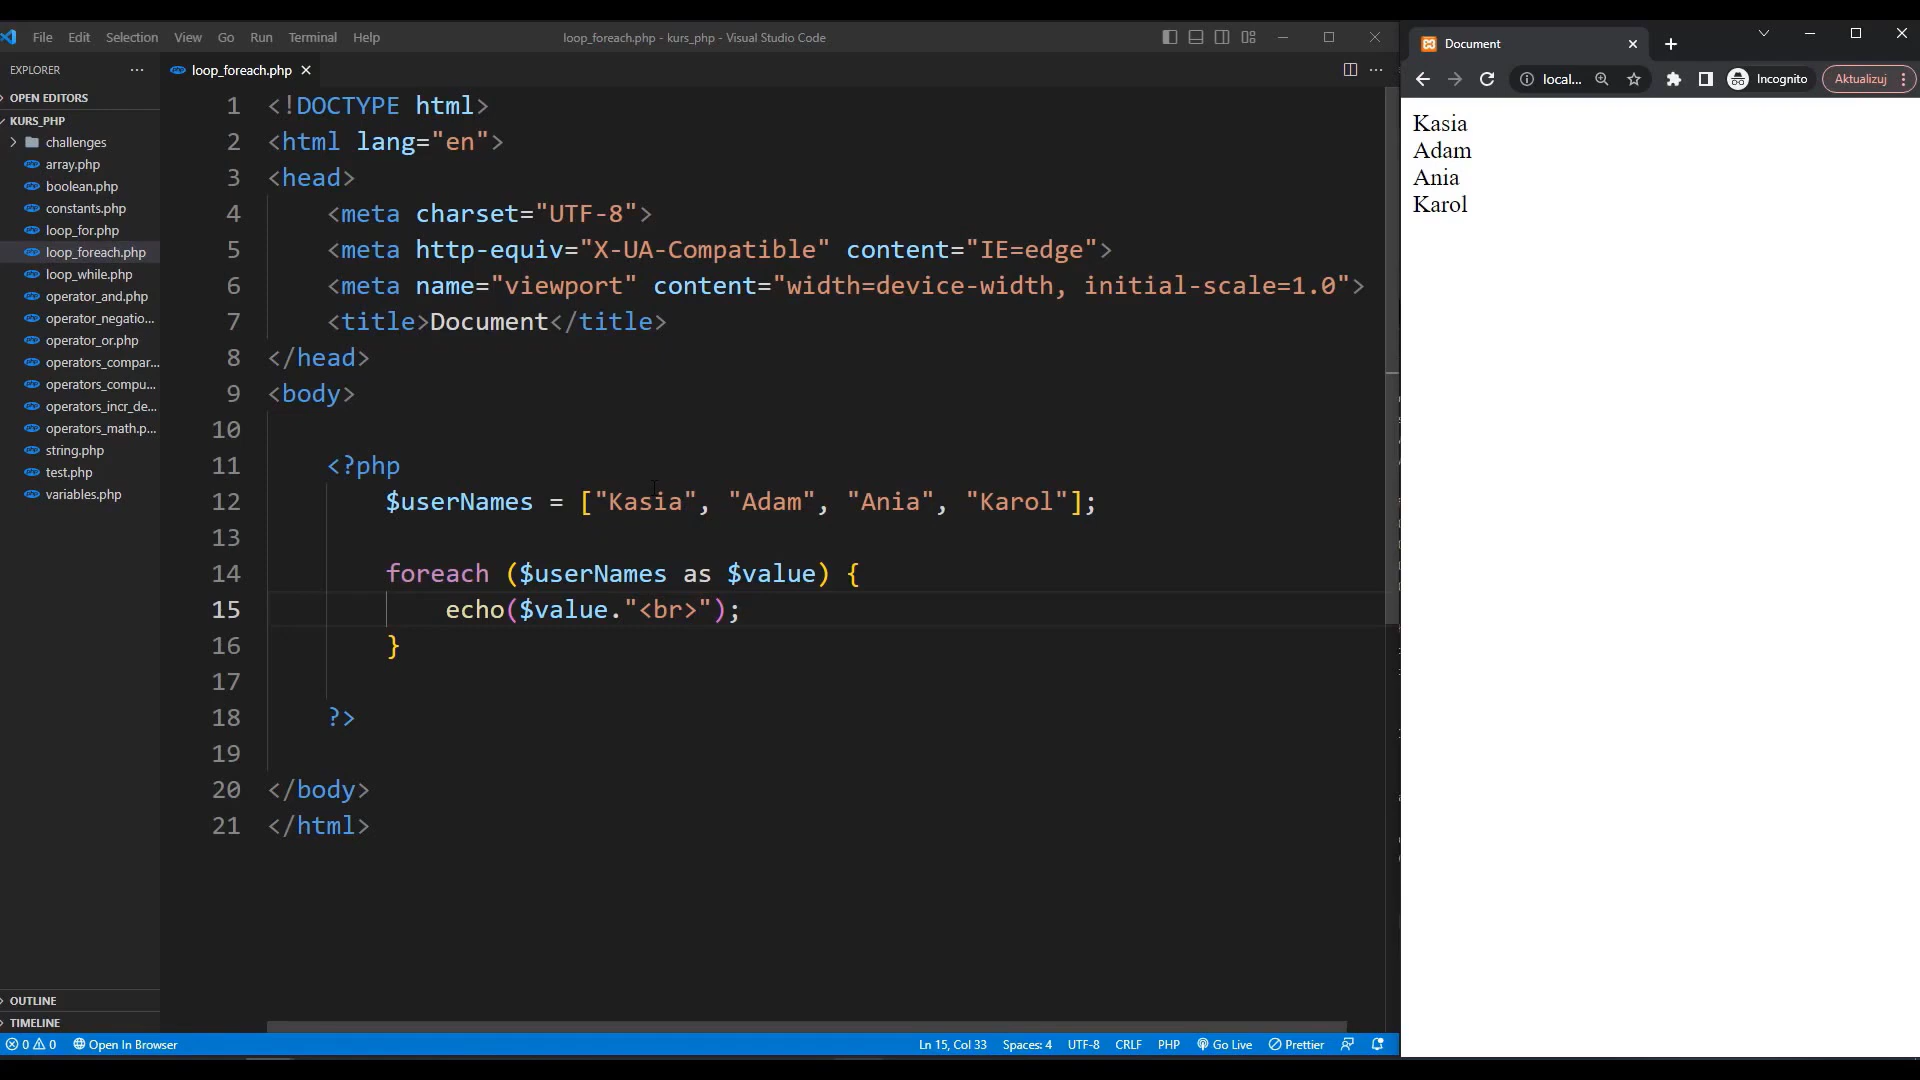 File Edit Selection View Go Run Terminal Help
loop_foreach.php - kurs_php - Visual Studio Code
EXPLORER
OPEN EDITORS
KURS_PHP
challenges
array.php
boolean.php
constants.php
loop_for.php
loop_foreach.php
loop_while.php
operator_and.php
operator_negatio...
operator_or.php
operators_compar...
operators_compu...
operators_incr_de...
operators_math.p...
string.php
test.php
variables.php
OUTLINE
TIMELINE
loop_foreach.php
1 <!DOCTYPE html>
2 <html lang="en">
3 <head>
4 <meta charset="UTF-8">
5 <meta http-equiv="X-UA-Compatible" content="IE=edge">
6 <meta name="viewport" content="width=device-width, initial-scale=1.0">
7 <title>Document</title>
8 </head>
9 <body>
10
11 <?php
12 $userNames = ["Kasia", "Adam", "Ania", "Karol"];
13
14 foreach ($userNames as $value) {
15 echo($value."<br>");
16 }
17
18 ?>
19
20 </body>
21 </html>
0 0 Open In Browser
Ln 15, Col 33 Spaces: 4 UTF-8 CRLF PHP Go Live Prettier
Document
local... Incognito Aktualizuj
Kasia
Adam
Ania
Karol